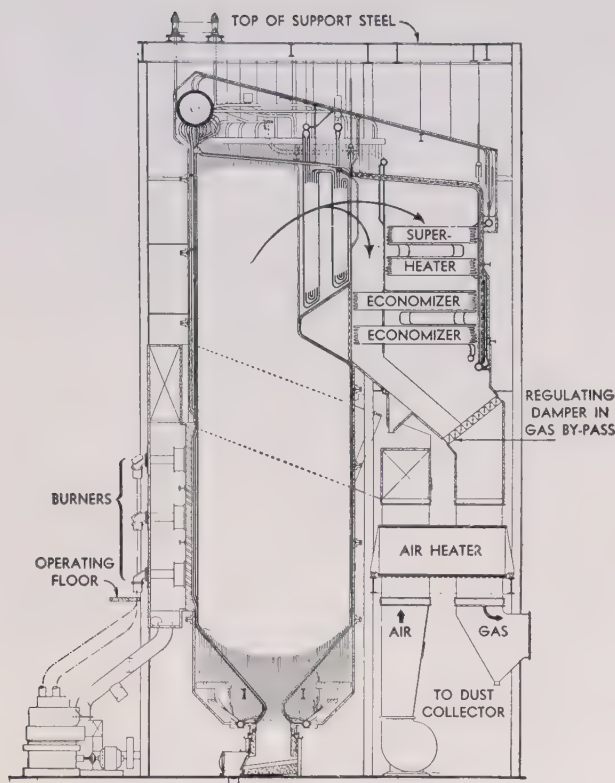 TOP OF SUPPORT STEEL
SUPER-
HEATER
ECONOMIZER
ECONOMIZER
REGULATING
DAMPER IN
GAS BY-PASS
BURNERS
AIR HEATER
OPERATING
FLOOR
AIR
GAS
TO DUST
COLLECTOR